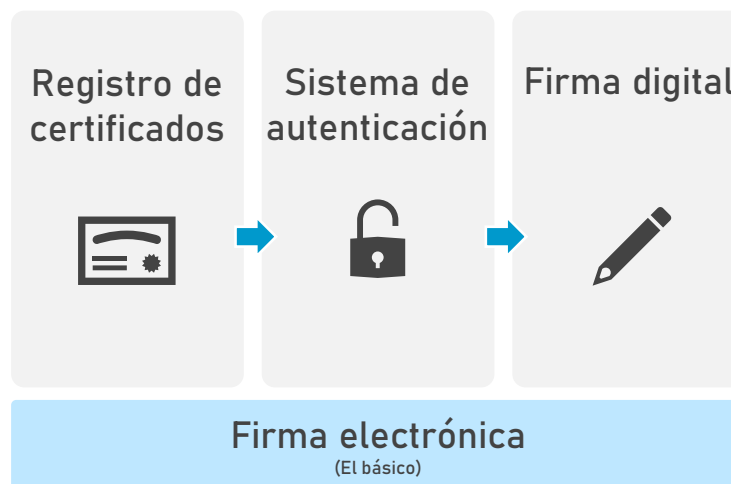 Registro de
certificados
Sistema de
autenticación
Firma digital
Firma electrónica
(El básico)